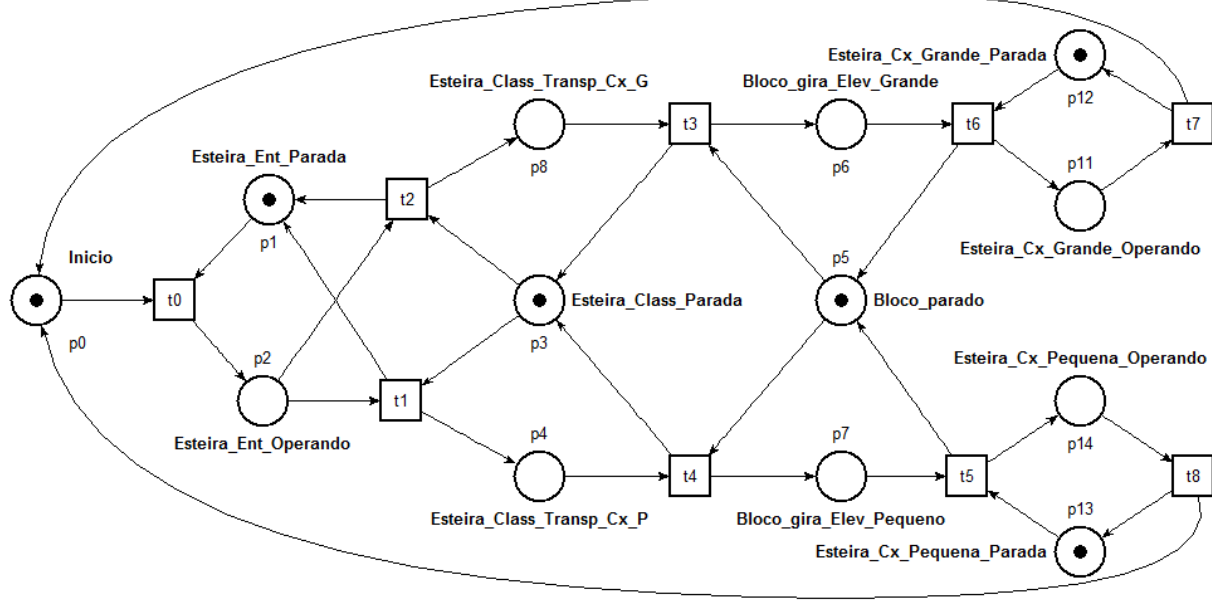 Esteira_Cx_Grande_Parada
p12
Esteira_Class_Transp_Cx_G
Bloco_gira_Elev_Grande
t3
t6
t7
p8
p6
p11
Esteira_Ent_Parada
t2
p1
Esteira_Cx_Grande_Operando
Inicio
p5
t0
Esteira_Class_Parada
Bloco_parado
p0
p3
p2
Esteira_Cx_Pequena_Operando
t1
Esteira_Ent_Operando
p4
p7
p14
t4
t5
t8
p13
Esteira_Class_Transp_Cx_P
Bloco_gira_Elev_Pequeno
Esteira_Cx_Pequena_Parada